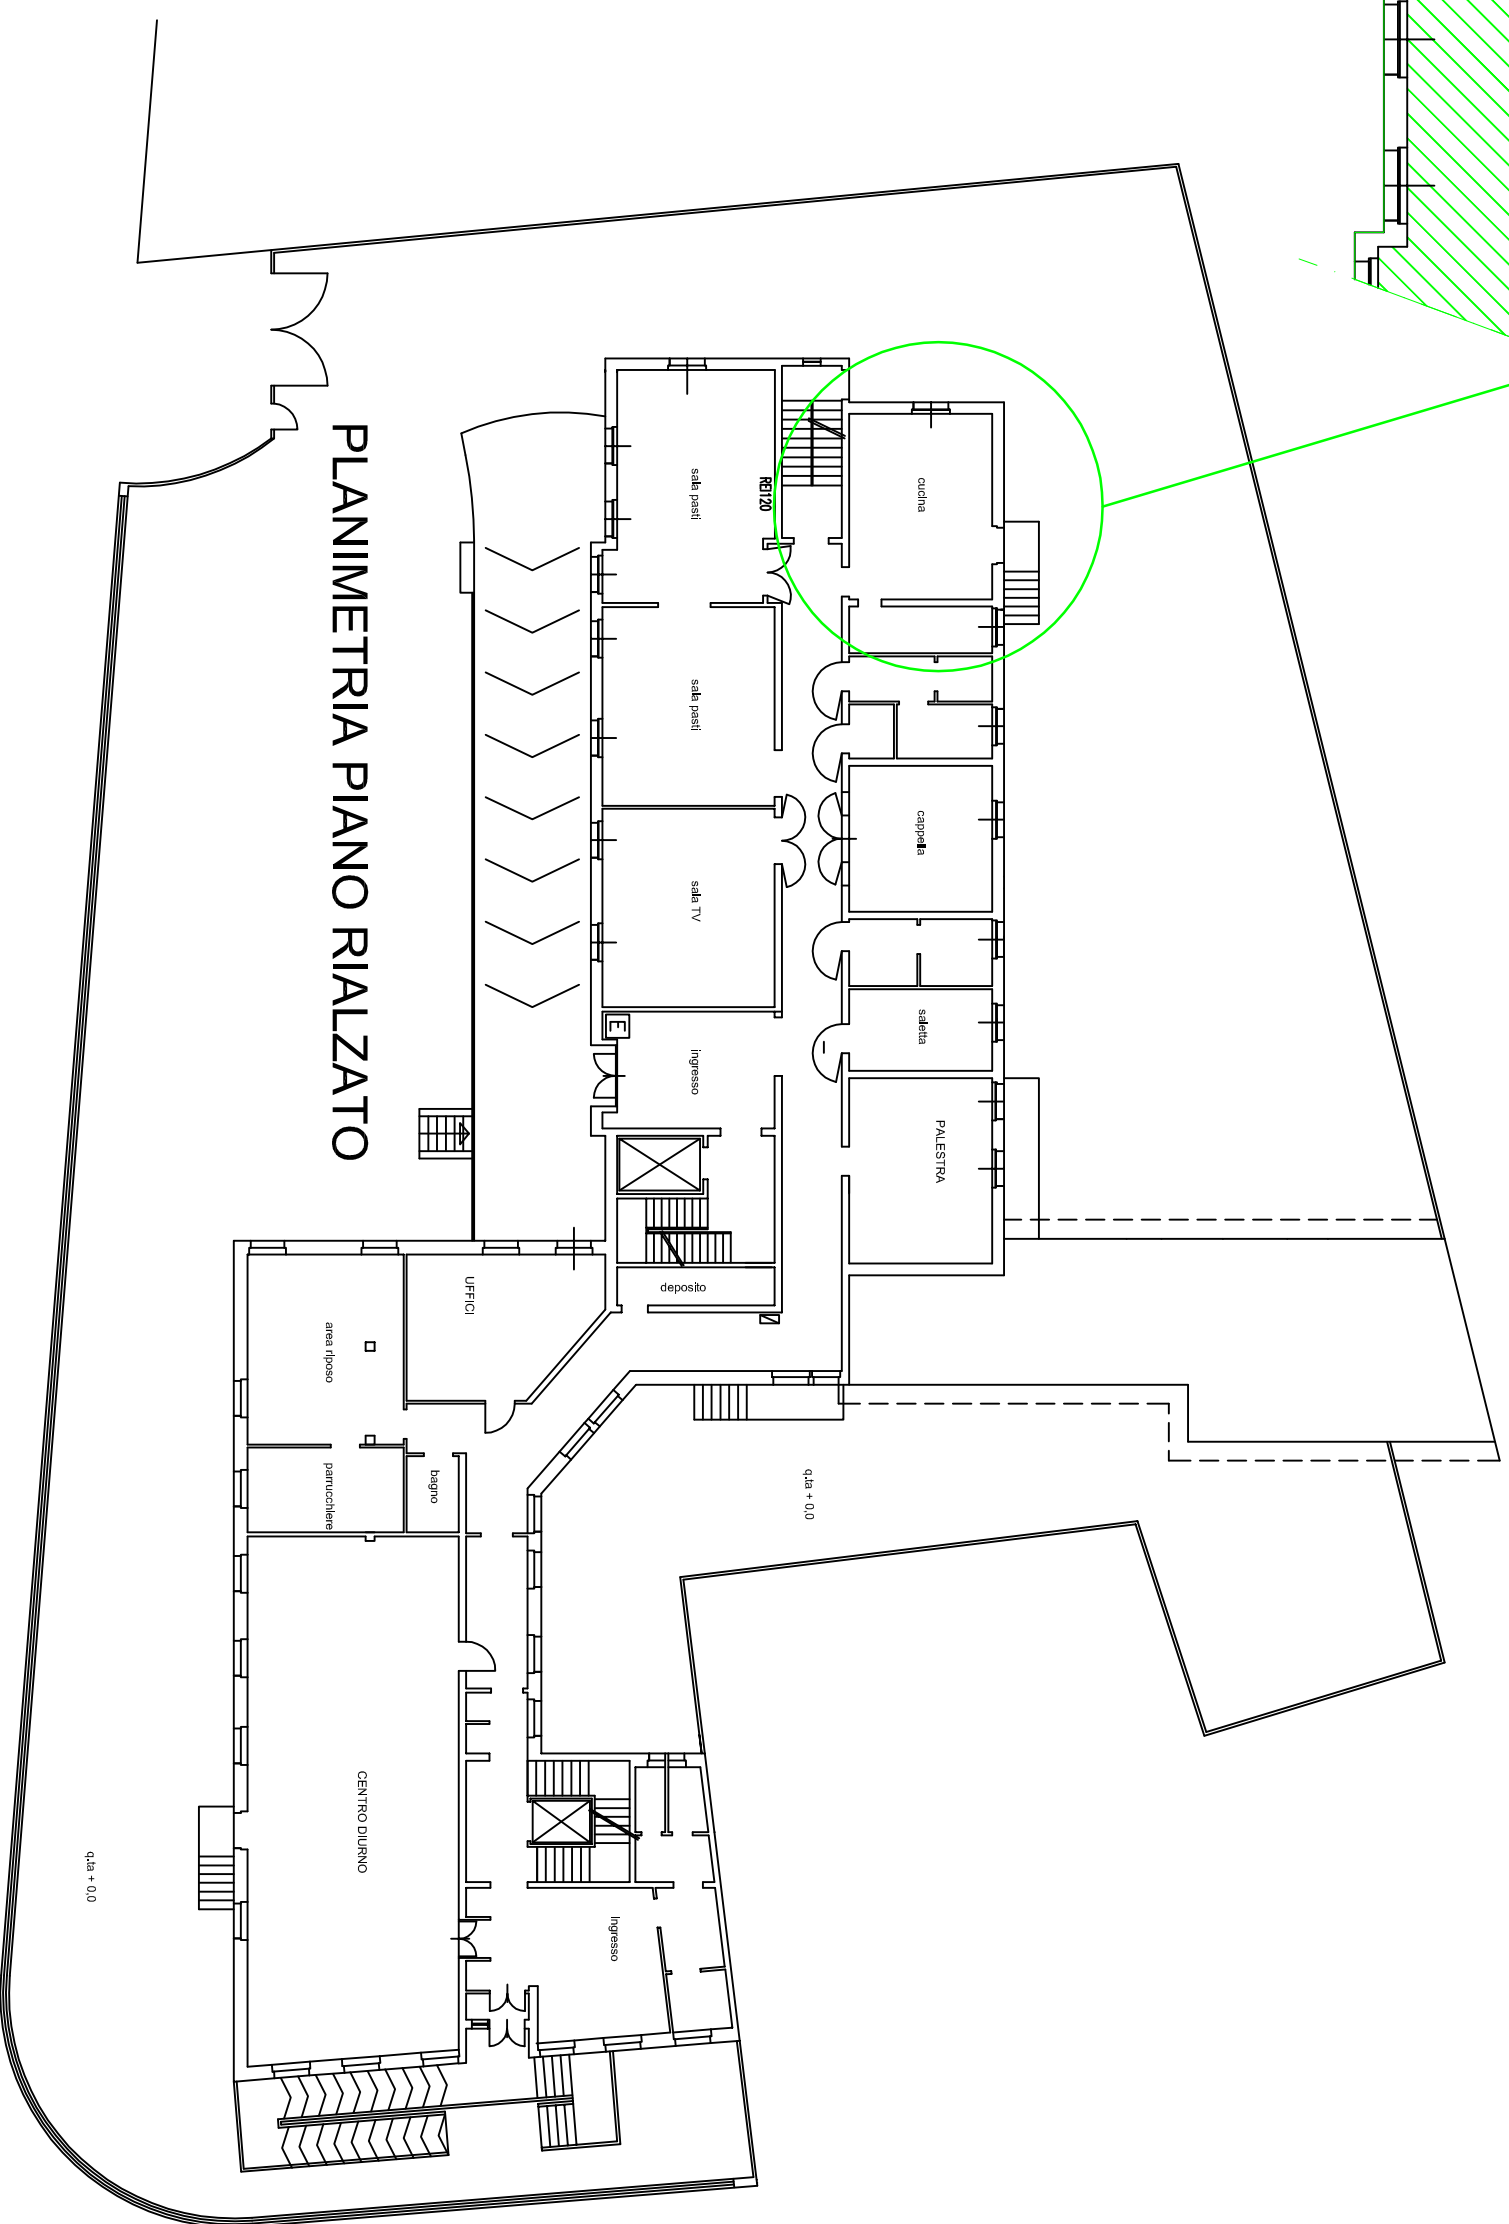 PLANIMETRIA PIANO RIALZATO
sala pasti
REI120
cucina
sala pasti
cappella
sala TV
saletta
E
ingresso
PALESTRA
deposito
UFFICI
area riposo
parrucchiere
bagno
q.ta + 0,0
CENTRO DIURNO
Ingresso
q.ta + 0,0